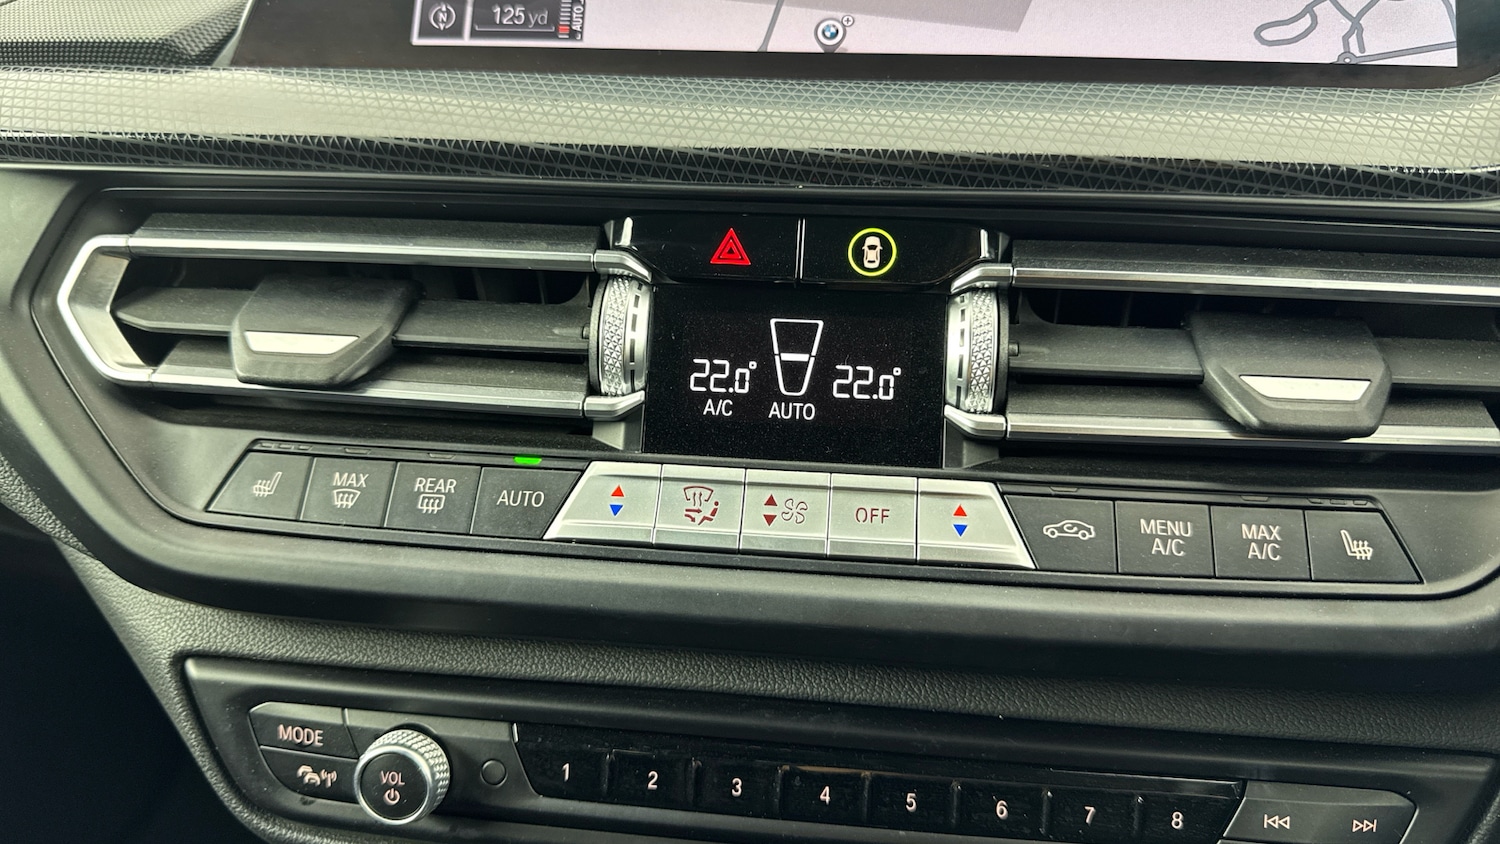 N 125 yd AUTO
22.0° 22.0°
A/C AUTO
MAX
REAR
AUTO
OFF
MENU
A/C
MAX
A/C
MODE
VOL
1 2 3 4 5 6 7 8